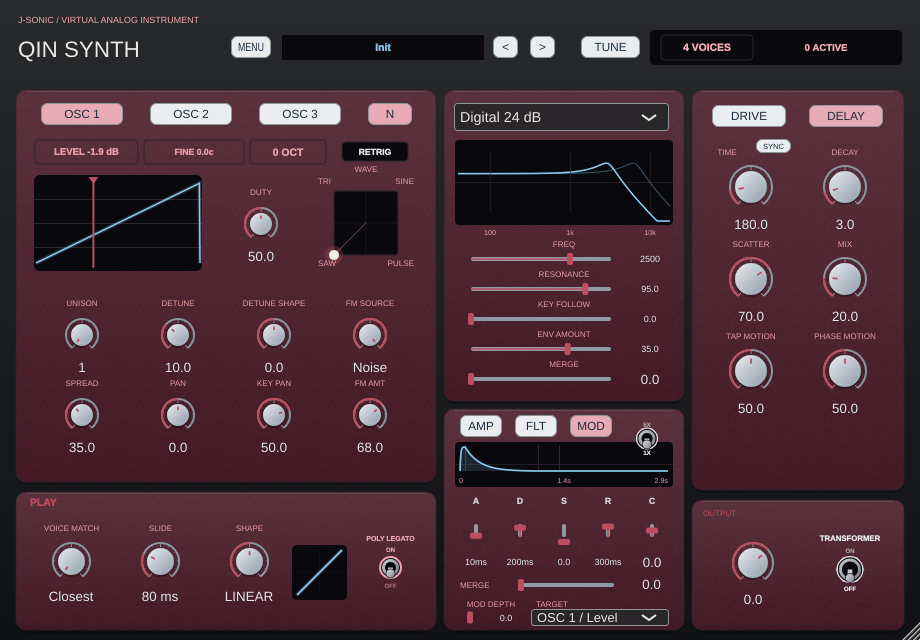 J-SONIC / VIRTUAL ANALOG INSTRUMENT
QIN SYNTH
MENU
Init
<
>
TUNE
4 VOICES
0 ACTIVE
OSC 1
OSC 2
OSC 3
N
LEVEL -1.9 dB
FINE 0.0c
0 OCT
RETRIG
WAVE
TRI
SINE
DUTY
50.0
SAW
PULSE
UNISON
DETUNE
DETUNE SHAPE
FM SOURCE
1
10.0
0.0
Noise
SPREAD
PAN
KEY PAN
FM AMT
35.0
0.0
50.0
68.0
PLAY
VOICE MATCH
SLIDE
SHAPE
Closest
80 ms
LINEAR
POLY LEGATO
ON
OFF
Digital 24 dB
100
1k
10k
FREQ
2500
RESONANCE
95.0
KEY FOLLOW
0.0
ENV AMOUNT
35.0
MERGE
0.0
AMP
FLT
MOD
5X
1X
0
1.4s
2.9s
A
D
S
R
C
10ms
200ms
0.0
300ms
0.0
MERGE
0.0
MOD DEPTH
0.0
TARGET
OSC 1 / Level
DRIVE
DELAY
TIME
SYNC
DECAY
180.0
3.0
SCATTER
MIX
70.0
20.0
TAP MOTION
PHASE MOTION
50.0
50.0
OUTPUT
0.0
TRANSFORMER
ON
OFF